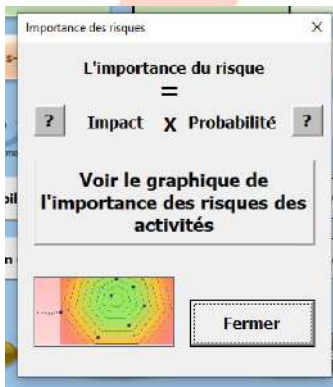 Importance des risques
L'importance du risque
=
? Impact X Probabilité ?
Voir le graphique de
l'importance des risques des
activités
Fermer